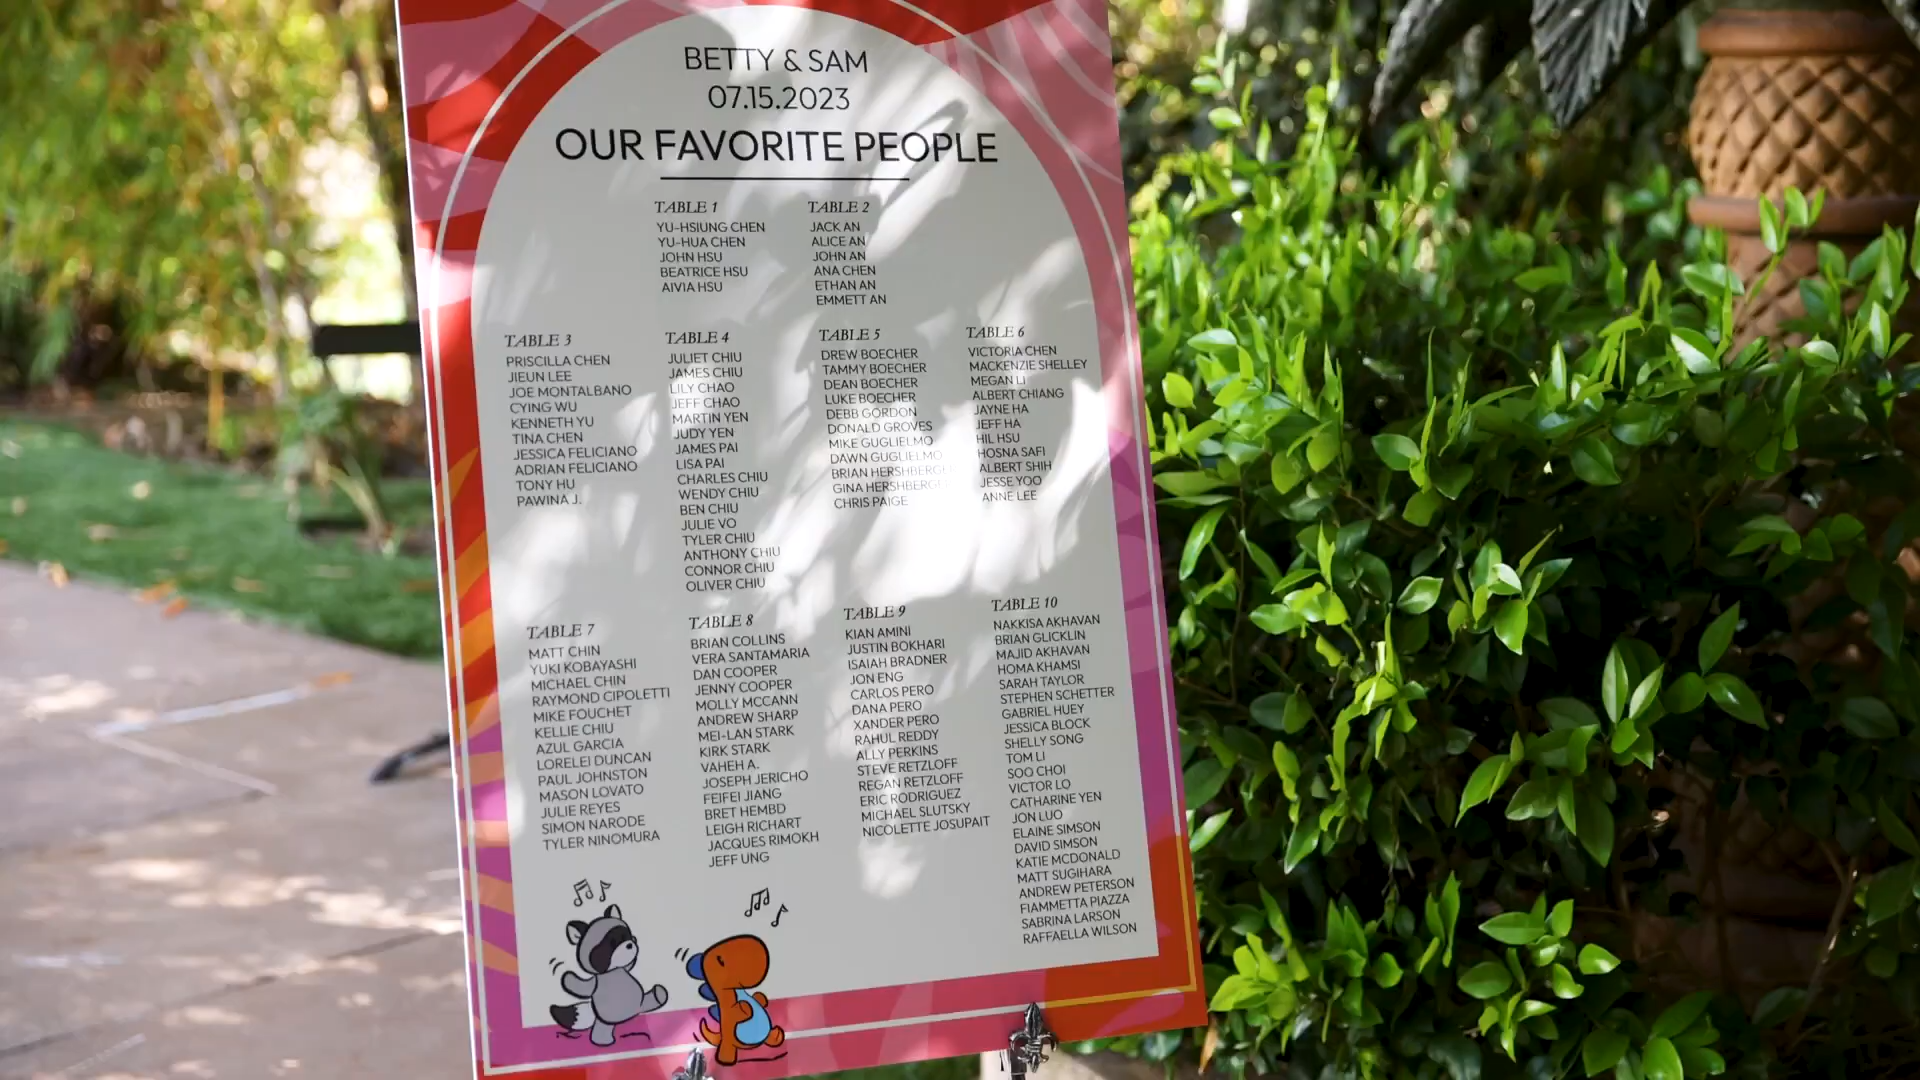 BETTY & SAM
07.15.2023
OUR FAVORITE PEOPLE
TABLE 1
YU-HSIUNG CHEN
YU-HUA CHEN
JOHN HSU
BEATRICE HSU
AIVIA HSU
TABLE 2
JACK AN
ALICE AN
JOHN AN
ANA CHEN
ETHAN AN
EMMETT AN
TABLE 3
PRISCILLA CHEN
JIEUN LEE
JOE MONTALBANO
CYING WU
KENNETH YU
TINA CHEN
JESSICA FELICIANO
ADRIAN FELICIANO
TONY HU
PAWINA J.
TABLE 4
JULIET CHIU
JAMES CHIU
LILY CHAO
JEFF CHAO
MARTIN YEN
JUDY YEN
JAMES PAI
LISA PAI
CHARLES CHIU
WENDY CHIU
BEN CHIU
JULIE VO
TYLER CHIU
ANTHONY CHIU
CONNOR CHIU
OLIVER CHIU
TABLE 5
DREW BOECHER
TAMMY BOECHER
DEAN BOECHER
LUKE BOECHER
DEBB GORDON
DONALD GROVES
MIKE GUGLIELMO
DAWN GUGLIELMO
BRIAN HERSHBERGER
GINA HERSHBERGER
CHRIS PAIGE
TABLE 6
VICTORIA CHEN
MACKENZIE SHELLEY
MEGAN LI
ALBERT CHIANG
JAYNE HA
JEFF HA
HIL HSU
HOSNA SAFI
ALBERT SHIH
JESSE YOO
ANNE LEE
TABLE 7
MATT CHIN
YUKI KOBAYASHI
MICHAEL CHIN
RAYMOND CIPOLETTI
MIKE FOUCHET
KELLIE CHIU
AZUL GARCIA
LORELEI DUNCAN
PAUL JOHNSTON
MASON LOVATO
JULIE REYES
SIMON NARODE
TYLER NINOMURA
TABLE 8
BRIAN COLLINS
VERA SANTAMARIA
DAN COOPER
JENNY COOPER
MOLLY MCCANN
ANDREW SHARP
MEI-LAN STARK
KIRK STARK
VAHEH A.
JOSEPH JERICHO
FEIFEI JIANG
BRET HEMBD
LEIGH RICHART
JACQUES RIMOKH
JEFF UNG
TABLE 9
KIAN AMINI
JUSTIN BOKHARI
ISAIAH BRADNER
JON ENG
CARLOS PERO
DANA PERO
XANDER PERO
RAHUL REDDY
ALLY PERKINS
STEVE RETZLOFF
REGAN RETZLOFF
ERIC RODRIGUEZ
MICHAEL SLUTSKY
NICOLETTE JOSUPAIT
TABLE 10
NAKKISA AKHAVAN
BRIAN GLICKLIN
MAJID AKHAVAN
HOMA KHAMSI
SARAH TAYLOR
STEPHEN SCHETTER
GABRIEL HUEY
JESSICA BLOCK
SHELLY SONG
TOM LI
SOO CHOI
VICTOR LO
CATHARINE YEN
JON LUO
ELAINE SIMSON
DAVID SIMSON
KATIE MCDONALD
MATT SUGIHARA
ANDREW PETERSON
FIAMMETTA PIAZZA
SABRINA LARSON
RAFFAELLA WILSON